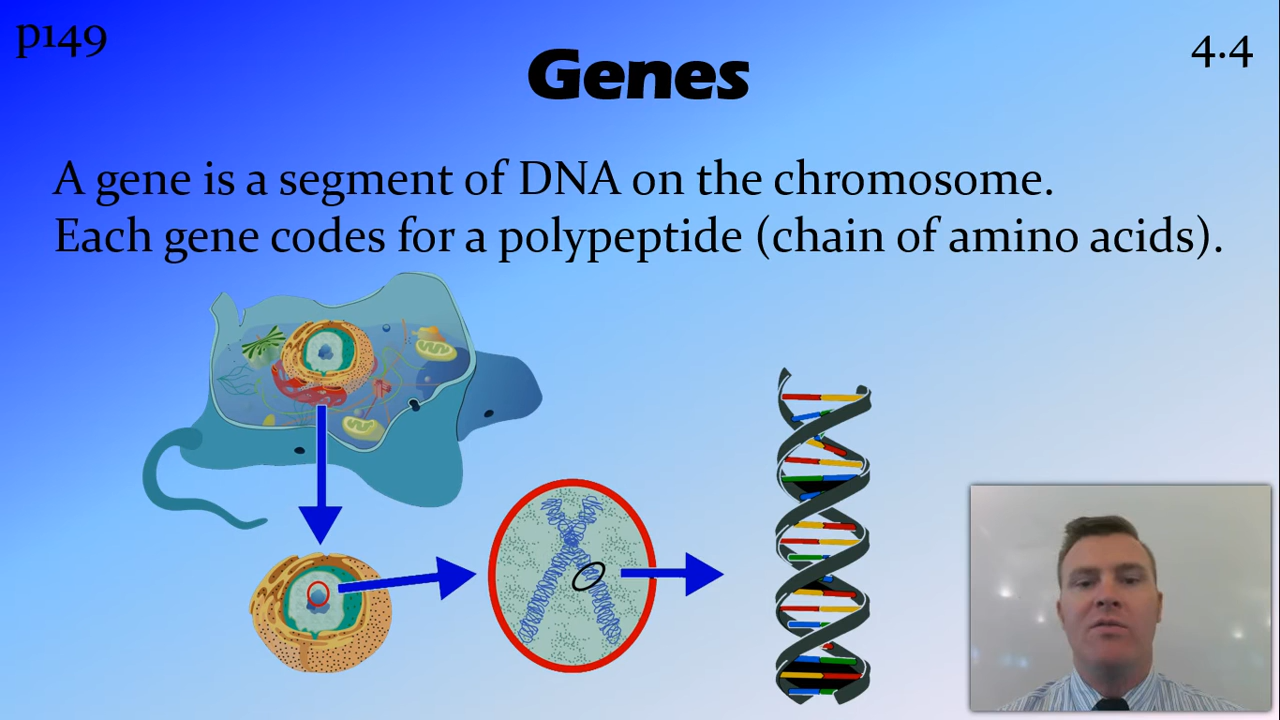 p149
4.4
Genes
A gene is a segment of DNA on the chromosome.
Each gene codes for a polypeptide (chain of amino acids).